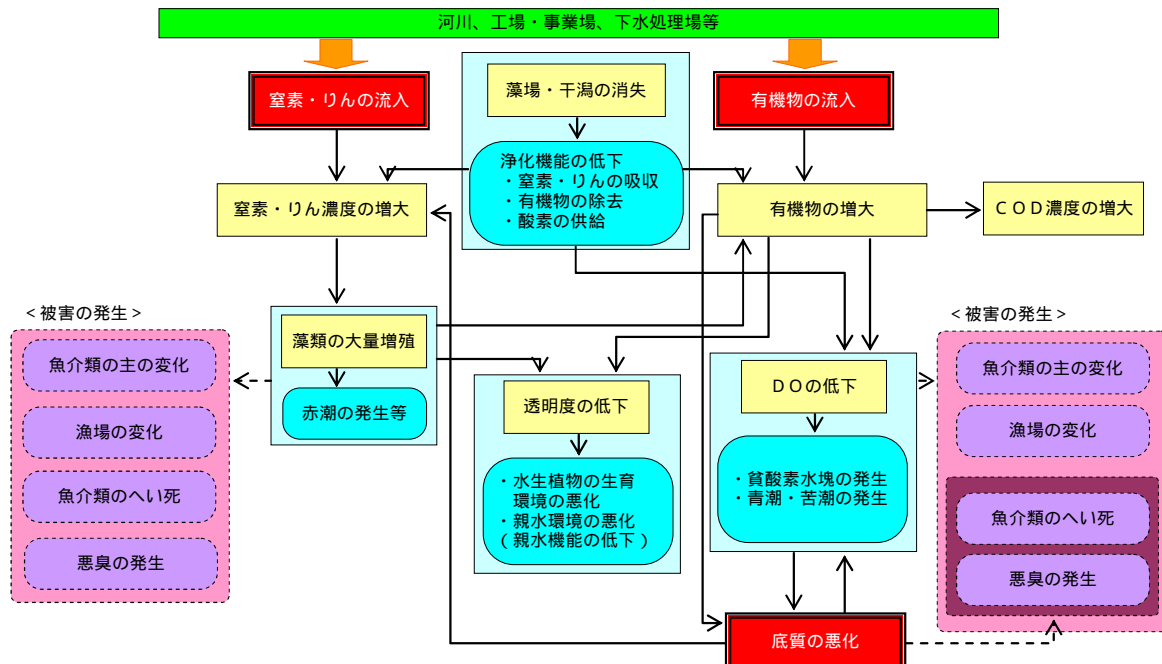 河川、工場・事業場、下水処理場等
窒素・りんの流入
藻場・干潟の消失
有機物の流入
浄化機能の低下
・窒素・りんの吸収
・有機物の除去
・酸素の供給
窒素・りん濃度の増大
有機物の増大
ＣＯＤ濃度の増大
＜被害の発生＞
魚介類の主の変化
漁場の変化
魚介類のへい死
悪臭の発生
藻類の大量増殖
赤潮の発生等
透明度の低下
・水生植物の生育
環境の悪化
・親水環境の悪化
（親水機能の低下）
ＤＯの低下
・貧酸素水塊の発生
・青潮・苦潮の発生
＜被害の発生＞
魚介類の主の変化
漁場の変化
魚介類のへい死
悪臭の発生
底質の悪化